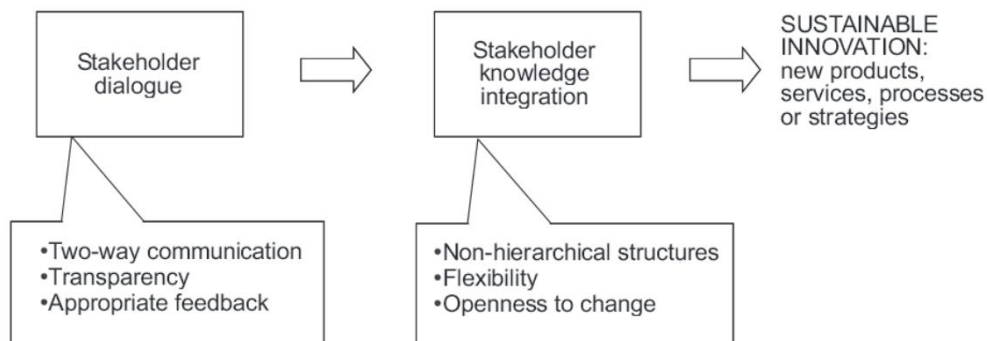 Stakeholder
dialogue
Stakeholder
knowledge
integration
SUSTAINABLE
INNOVATION:
new products,
services, processes
or strategies
•Two-way communication
•Transparency
•Appropriate feedback
•Non-hierarchical structures
•Flexibility
•Openness to change